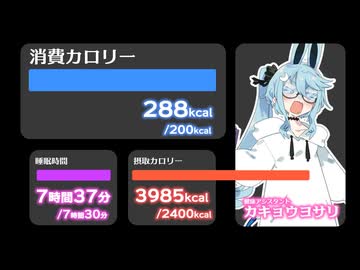 消費カロリー
288kcal
/200kcal
睡眠時間
7時間37分
/7時間30分
摂取カロリー
3985kcal
/2400kcal
健康アシスタント
カキョウヨサリ